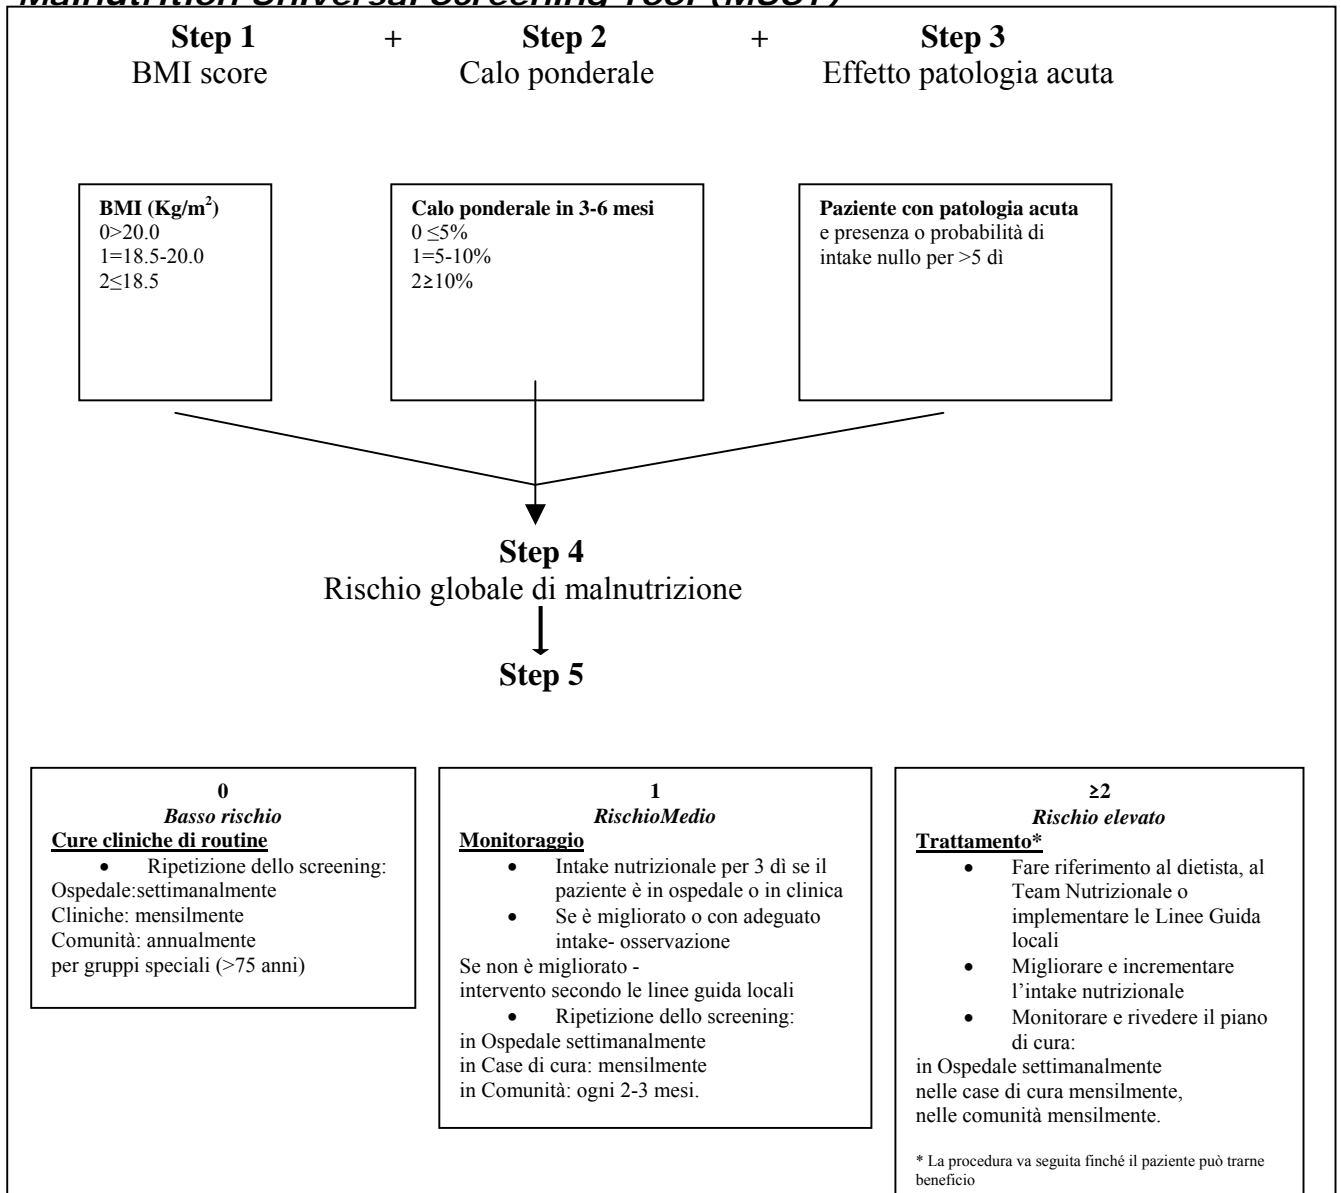 Malnutrition Universal Screening Tool (MUST)
Step 1 + Step 2 + Step 3
BMI score Calo ponderale Effetto patologia acuta
BMI (Kg/m2)
0>20.0
1=18.5-20.0
2≤18.5
Calo ponderale in 3-6 mesi
0 ≤5%
1=5-10%
2≥10%
Paziente con patologia acuta
e presenza o probabilità di
intake nullo per >5 dì
Step 4
Rischio globale di malnutrizione
Step 5
0
Basso rischio
Cure cliniche di routine
• Ripetizione dello screening:
Ospedale:settimanalmente
Cliniche: mensilmente
Comunità: annualmente
per gruppi speciali (>75 anni)
1
RischioMedio
Monitoraggio
• Intake nutrizionale per 3 dì se il
paziente è in ospedale o in clinica
• Se è migliorato o con adeguato
intake- osservazione
Se non è migliorato -
intervento secondo le linee guida locali
• Ripetizione dello screening:
in Ospedale settimanalmente
in Case di cura: mensilmente
in Comunità: ogni 2-3 mesi.
≥2
Rischio elevato
Trattamento*
• Fare riferimento al dietista, al
Team Nutrizionale o
implementare le Linee Guida
locali
• Migliorare e incrementare
l'intake nutrizionale
• Monitorare e rivedere il piano
di cura:
in Ospedale settimanalmente
nelle case di cura mensilmente,
nelle comunità mensilmente.
* La procedura va seguita finché il paziente può trarne
beneficio